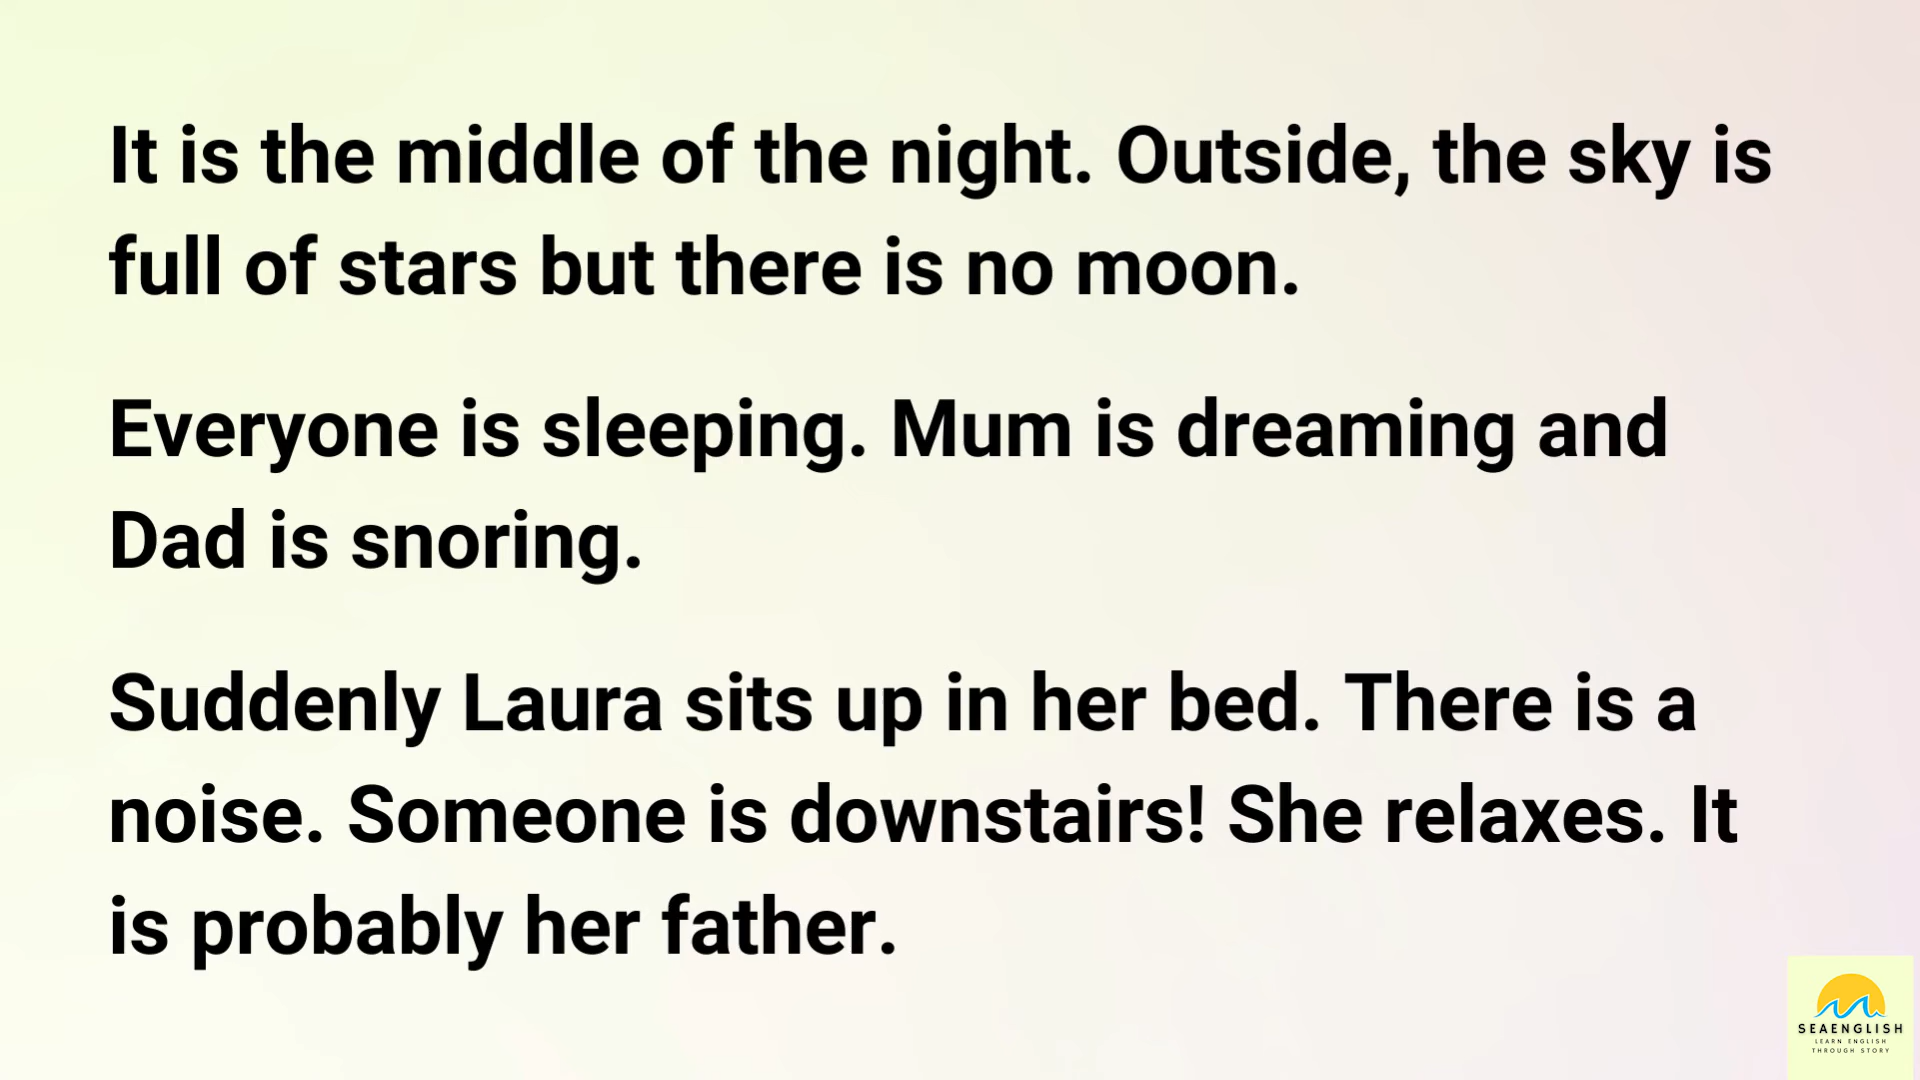 It is the middle of the night. Outside, the sky is
full of stars but there is no moon.
Everyone is sleeping. Mum is dreaming and
Dad is snoring.
Suddenly Laura sits up in her bed. There is a
noise. Someone is downstairs! She relaxes. It
is probably her father.
SEAENGLISH
LEARN ENGLISH
THROUGH STORY